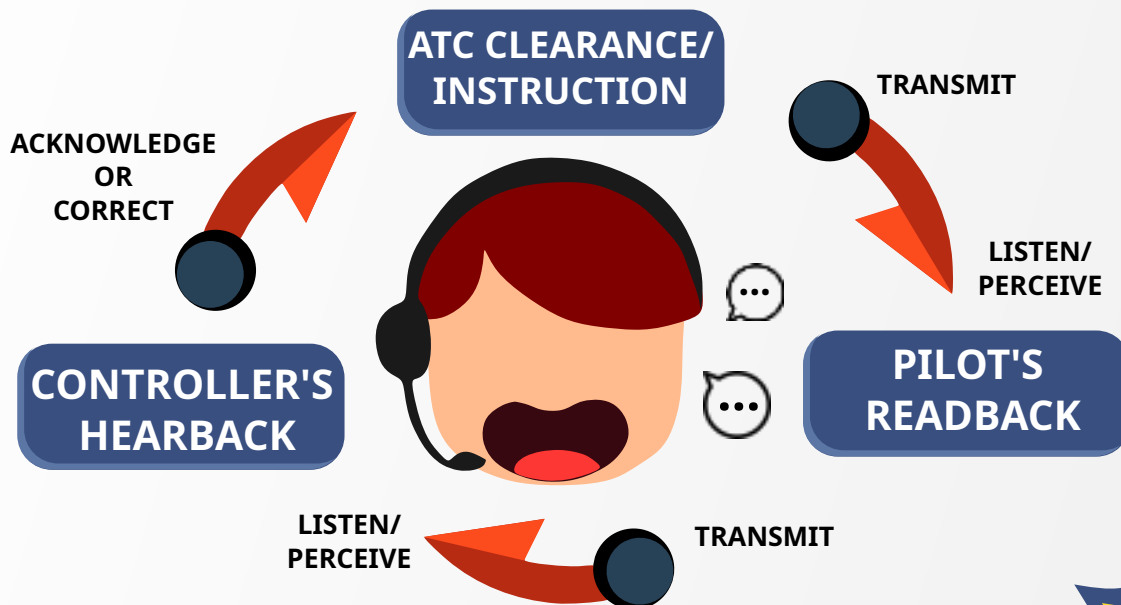 ATC CLEARANCE/
INSTRUCTION
TRANSMIT
LISTEN/
PERCEIVE
PILOT'S
READBACK
TRANSMIT
LISTEN/
PERCEIVE
CONTROLLER'S
HEARBACK
ACKNOWLEDGE
OR
CORRECT